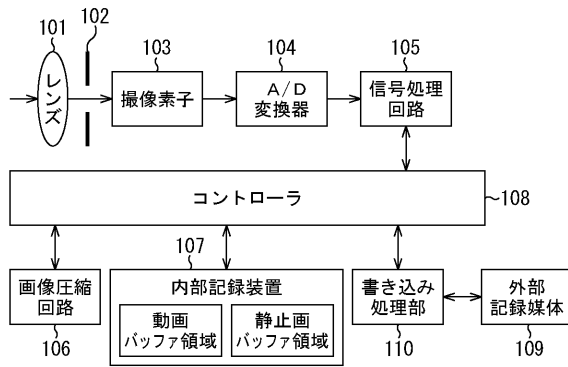 101
102
103
104
105
レンズ
撮像素子
A/D
変換器
信号処理
回路
コントローラ
108
107
画像圧縮
回路
106
内部記録装置
動画
バッファ領域
静止画
バッファ領域
書き込み
処理部
110
外部
記録媒体
109